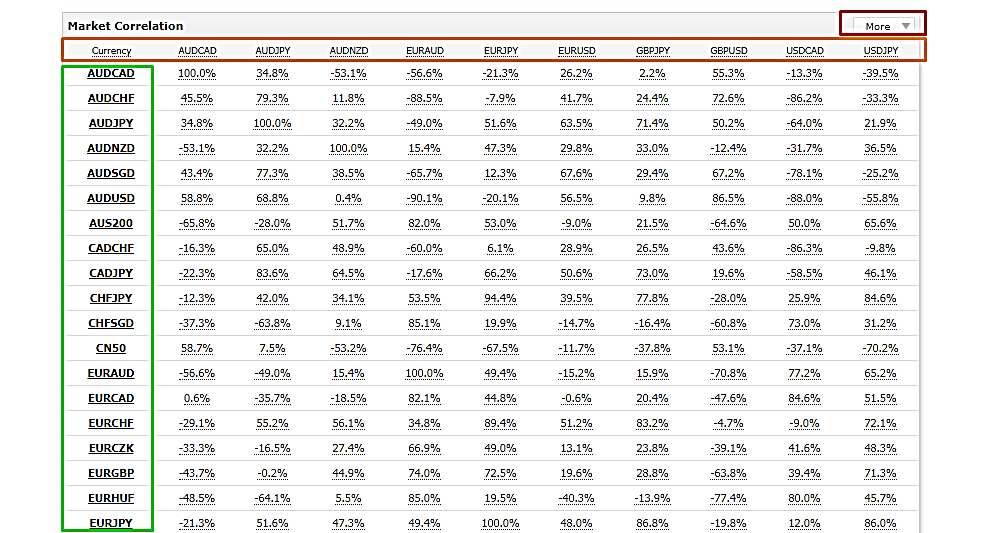 Market Correlation More
Currency AUDCAD AUDJPY AUDNZD EURAUD EURJPY EURUSD GBPJPY GBPUSD USDCAD USDJPY
AUDCAD 100.0% 34.8% -53.1% -56.6% -21.3% 26.2% 2.2% 55.3% -13.3% -39.5%
AUDCHF 45.5% 79.3% 11.8% -88.5% -7.9% 41.7% 24.4% 72.6% -86.2% -33.3%
AUDJPY 34.8% 100.0% 32.2% -49.0% 51.6% 63.5% 71.4% 50.2% -64.0% 21.9%
AUDNZD -53.1% 32.2% 100.0% 15.4% 47.3% 29.8% 33.0% -12.4% -31.7% 36.5%
AUDSGD 43.4% 77.3% 38.5% -65.7% 12.3% 67.6% 29.4% 67.2% -78.1% -25.2%
AUDUSD 58.8% 68.8% 0.4% -90.1% -20.1% 56.5% 9.8% 86.5% -88.0% -55.8%
AUS200 -65.8% -28.0% 51.7% 82.0% 53.0% -9.0% 21.5% -64.6% 50.0% 65.6%
CADCHF -16.3% 65.0% 48.9% -60.0% 6.1% 28.9% 26.5% 43.6% -86.3% -9.8%
CADJPY -22.3% 83.6% 64.5% -17.6% 66.2% 50.6% 73.0% 19.6% -58.5% 46.1%
CHFJPY -12.3% 42.0% 34.1% 53.5% 94.4% 39.5% 77.8% -28.0% 25.9% 84.6%
CHFSGD -37.3% -63.8% 9.1% 85.1% 19.9% -14.7% -16.4% -60.8% 73.0% 31.2%
CN50 58.7% 7.5% -53.2% -76.4% -67.5% -11.7% -37.8% 53.1% -37.1% -70.2%
EURAUD -56.6% -49.0% 15.4% 100.0% 49.4% -15.2% 15.9% -70.8% 77.2% 65.2%
EURCAD 0.6% -35.7% -18.5% 82.1% 44.8% -0.6% 20.4% -47.6% 84.6% 51.5%
EURCHF -29.1% 55.2% 56.1% 34.8% 89.4% 51.2% 83.2% -4.7% -9.0% 72.1%
EURCZK -33.3% -16.5% 27.4% 66.9% 49.0% 13.1% 23.8% -39.1% 41.6% 48.3%
EURGBP -43.7% -0.2% 44.9% 74.0% 72.5% 19.6% 28.8% -63.8% 39.4% 71.3%
EURHUF -48.5% -64.1% 5.5% 85.0% 19.5% -40.3% -13.9% -77.4% 80.0% 45.7%
EURJPY -21.3% 51.6% 47.3% 49.4% 100.0% 48.0% 86.8% -19.8% 12.0% 86.0%